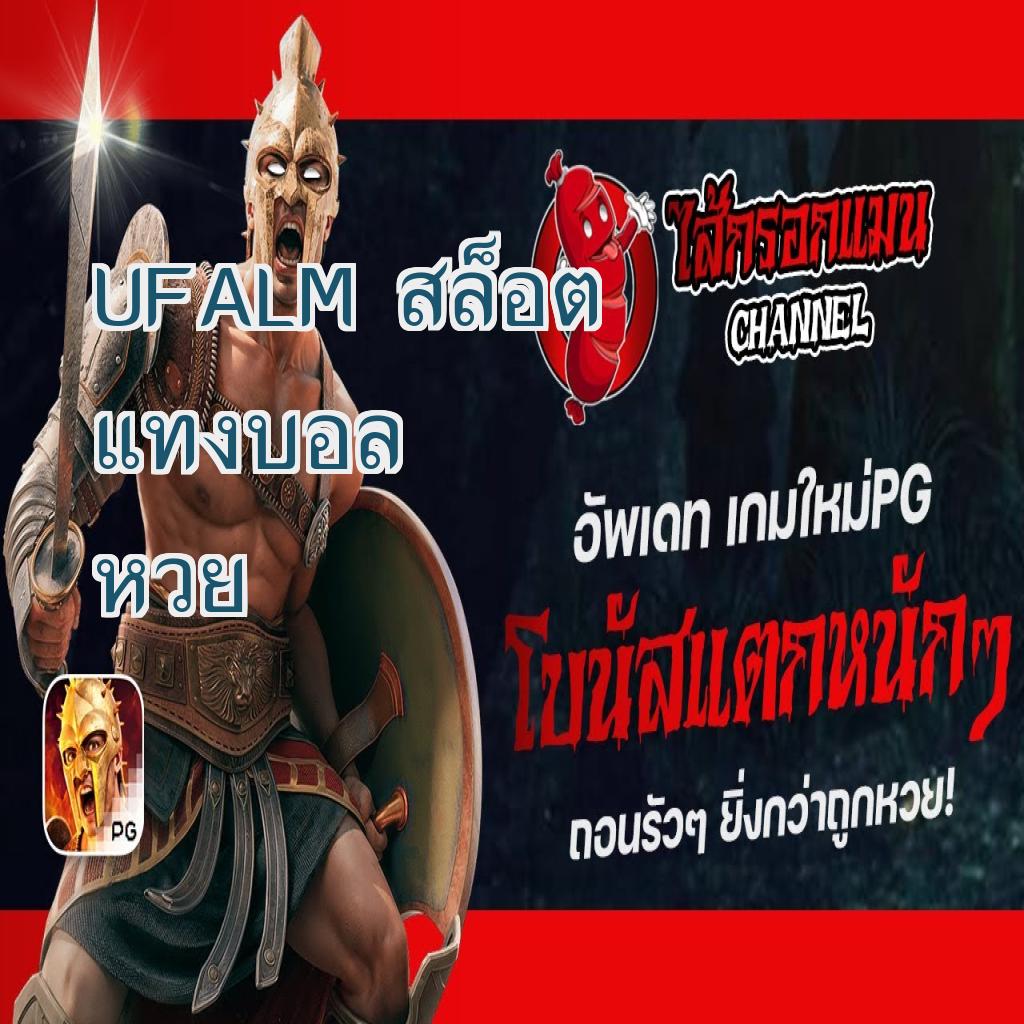 ไส้กรอกแมน
CHANNEL
UFALM สล็อต
แทงบอล
หวย
อัพเดท เกมใหม่PG
โบนัสแตกหนักๆ
ถอนรัวๆ ยิ่งกว่าถูกหวย!
PG